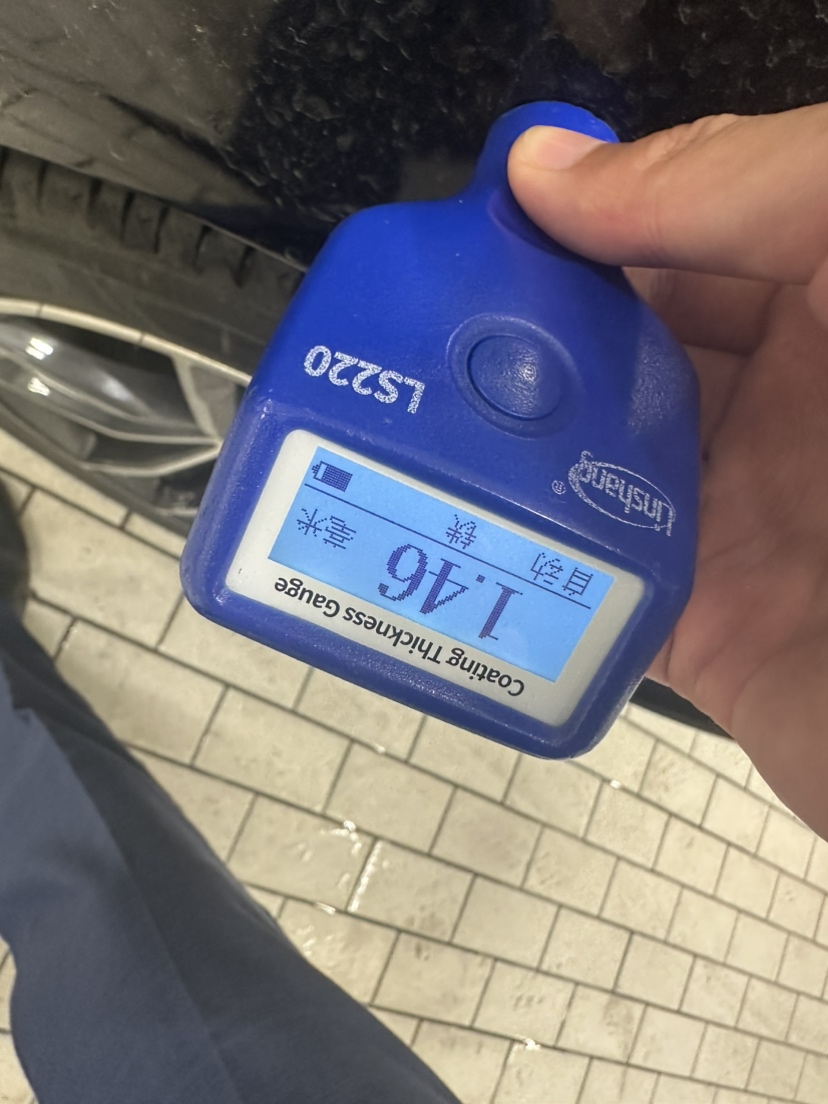 Coating Thickness Gauge
1.46 毫米
自动 铁
Linshang®
LS220